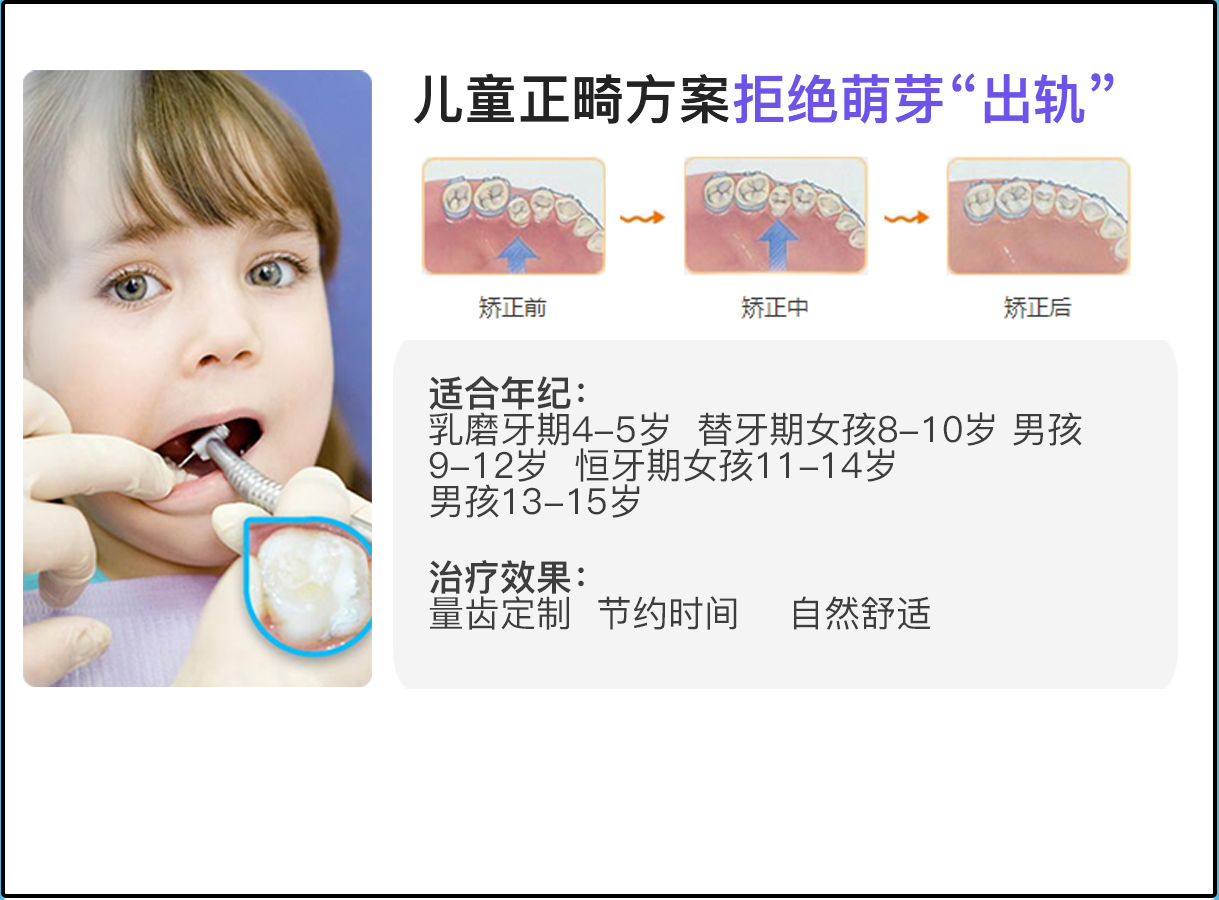 儿童正畸方案拒绝萌芽“出轨”
矫正前
矫正中
矫正后
适合年纪：
乳磨牙期4-5岁 替牙期女孩8-10岁 男孩
9-12岁 恒牙期女孩11-14岁
男孩13-15岁
治疗效果：
量齿定制 节约时间 自然舒适